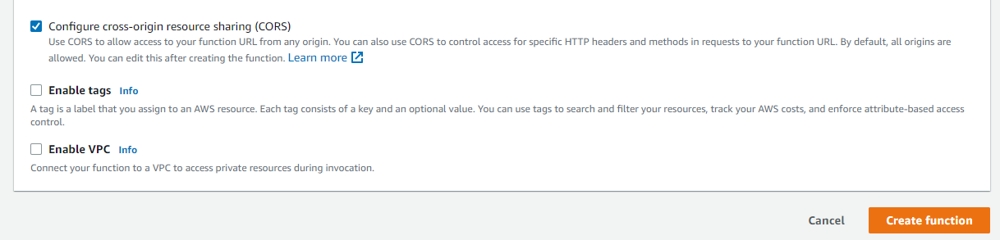 Configure cross-origin resource sharing (CORS)
Use CORS to allow access to your function URL from any origin. You can also use CORS to control access for specific HTTP headers and methods in requests to your function URL. By default, all origins are
allowed. You can edit this after creating the function. Learn more
Enable tags Info
A tag is a label that you assign to an AWS resource. Each tag consists of a key and an optional value. You can use tags to search and filter your resources, track your AWS costs, and enforce attribute-based access
control.
Enable VPC Info
Connect your function to a VPC to access private resources during invocation.
Cancel Create function